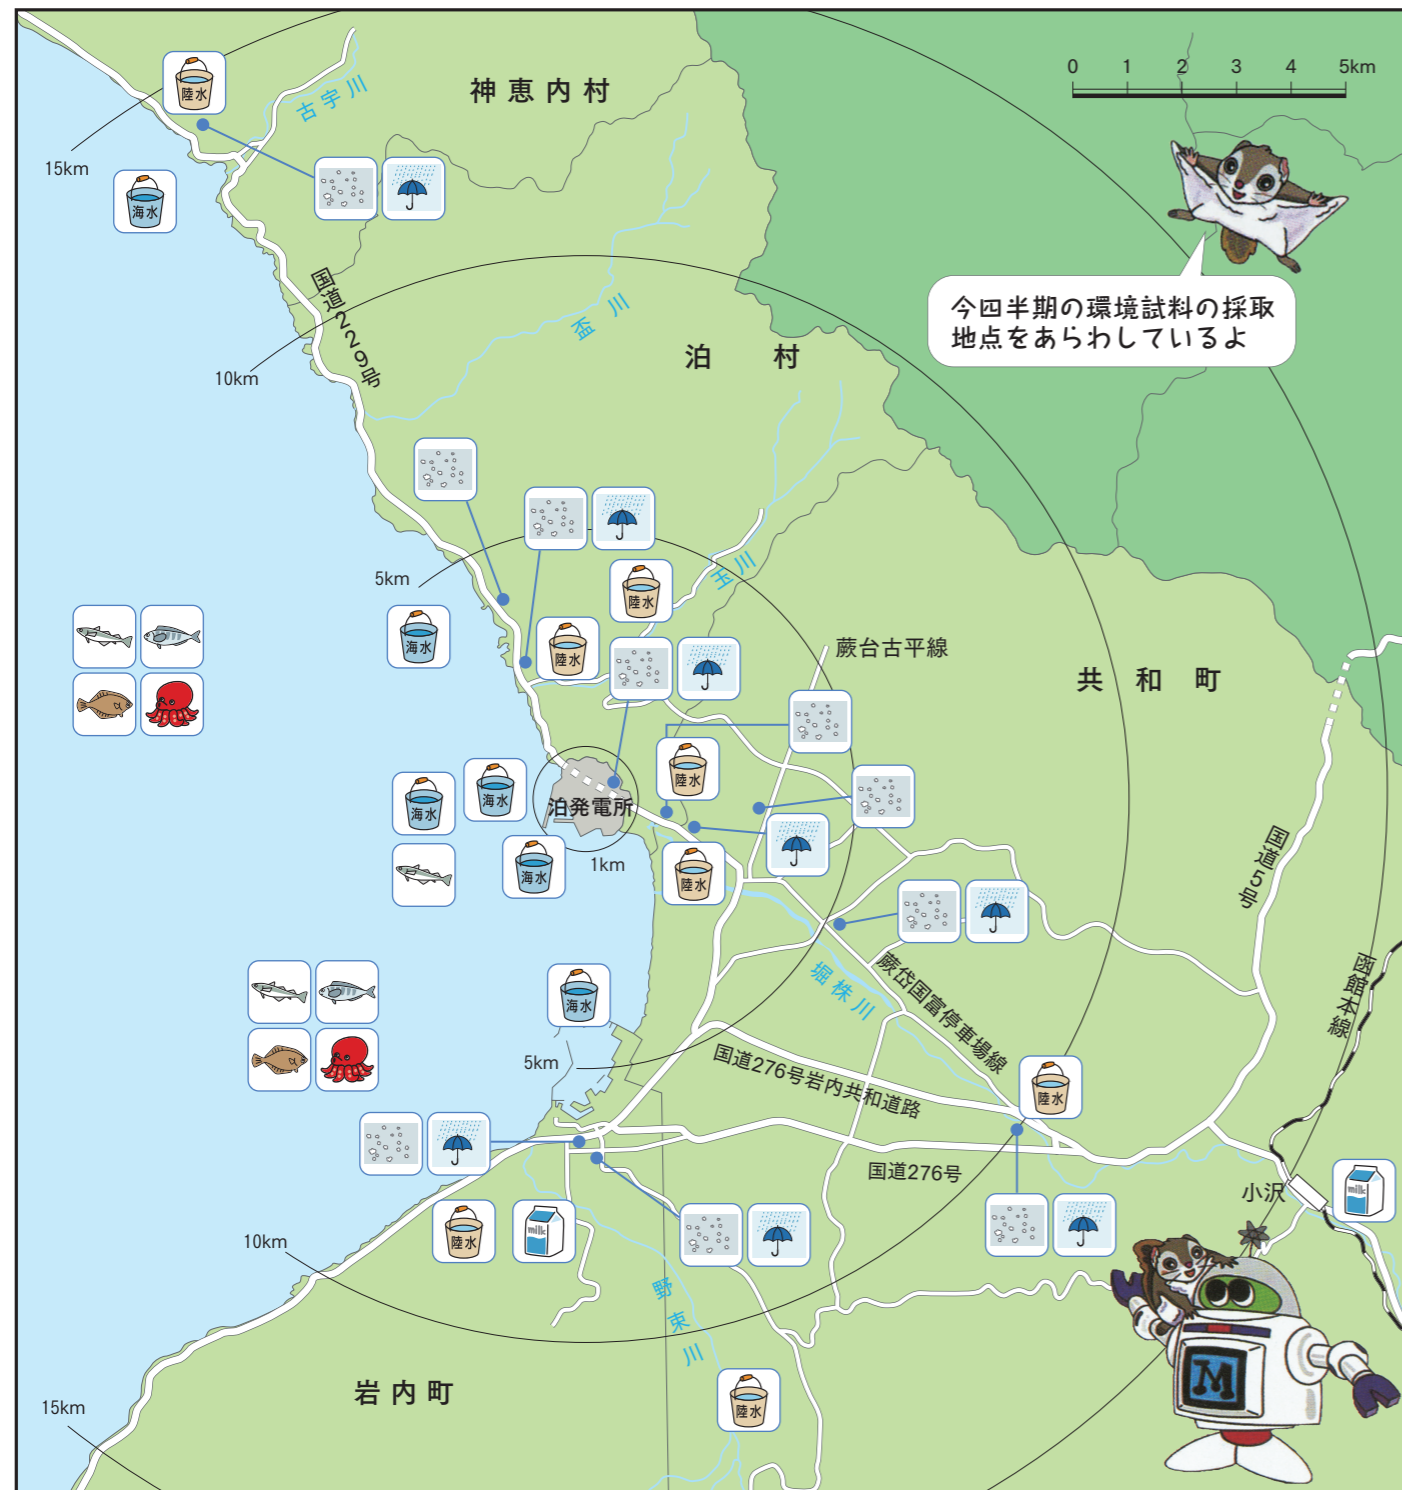 陸水
古宇川
神恵内村
0 1 2 3 4 5km
15km
海水
国道229号
今四半期の環境試料の採取
地点をあらわしているよ
盃川
泊村
10km
5km
玉川
陸水
海水
陸水
蕨台古平線
共和町
陸水
海水
海水
泊発電所
国道5号
海水
1km
陸水
函館本線
堀株川
蕨岱国富停車場線
海水
5km
国道276号岩内共和道路
陸水
国道276号
小沢
milk
陸水
milk
10km
野束川
M
岩内町
陸水
15km